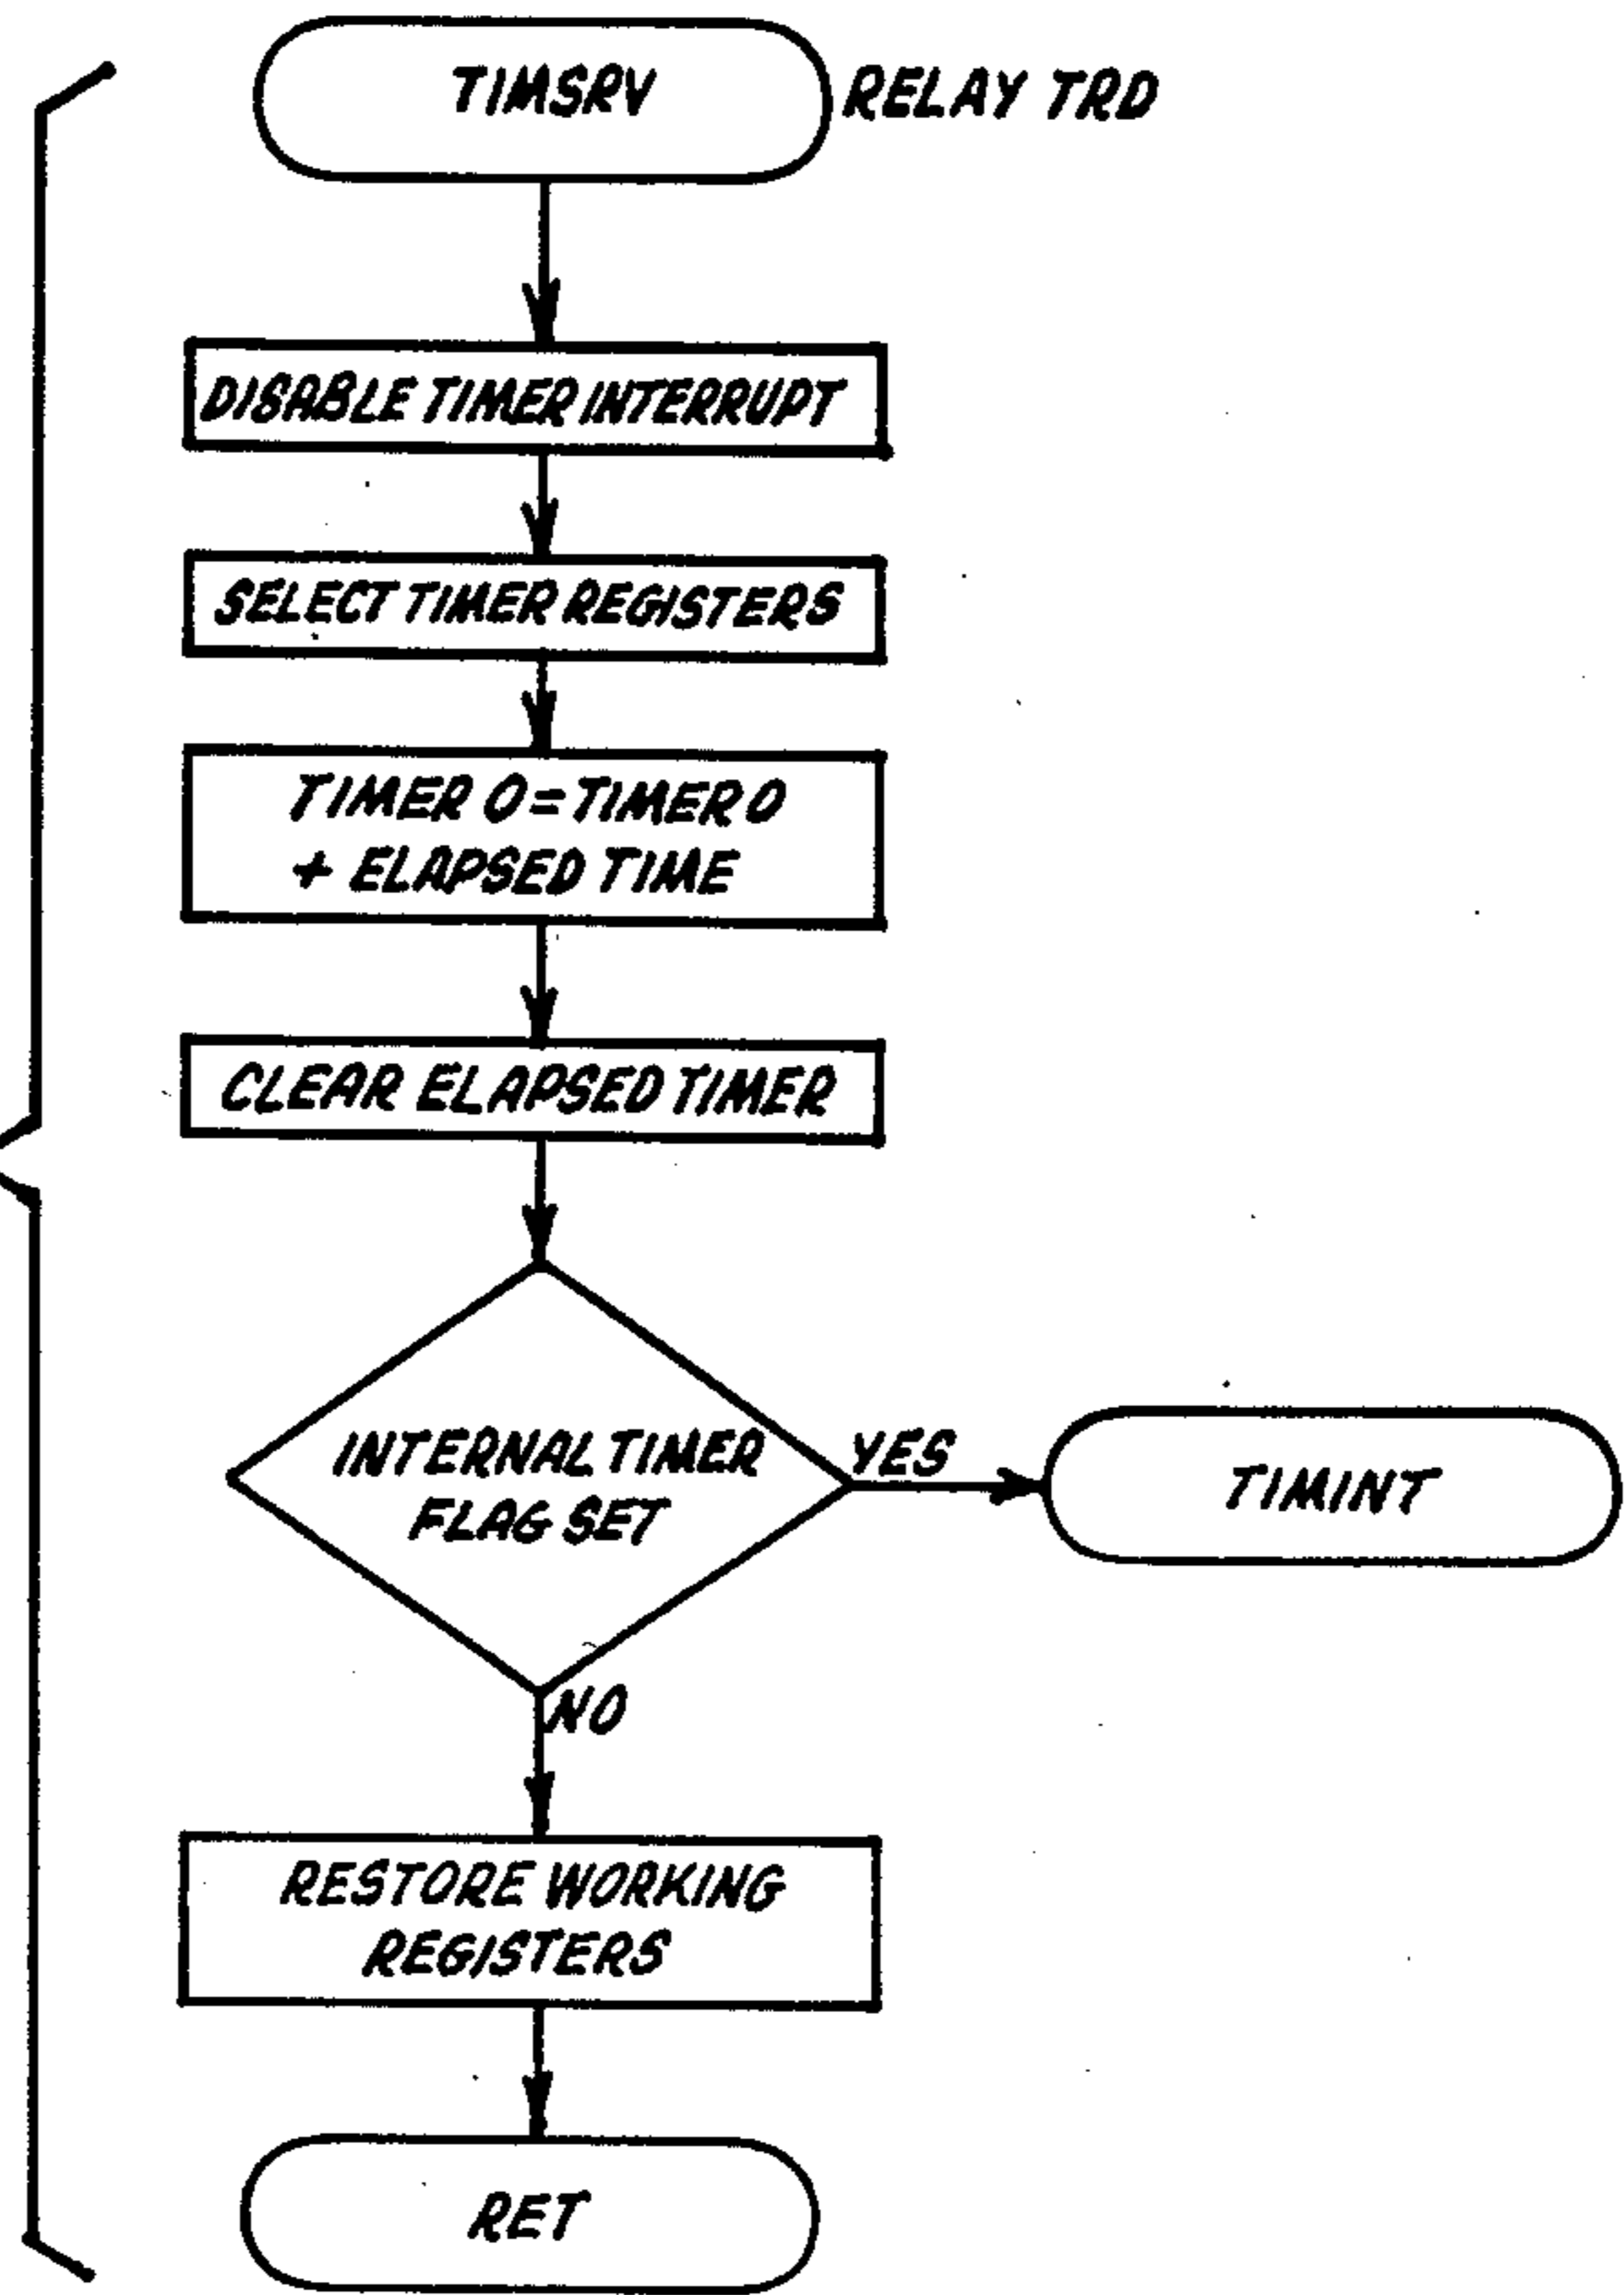 TIMSRV
RELAY TRD
DISABLE TIMER INTERRUPT
SELECT TIMER REGISTERS
TIMER 0 = TIMER 0
+ ELAPSED TIME
CLEAR ELAPSED TIMER
INTERNAL TIMER
FLAG SET
YES
TIMINT
NO
RESTORE WORKING
REGISTERS
RET